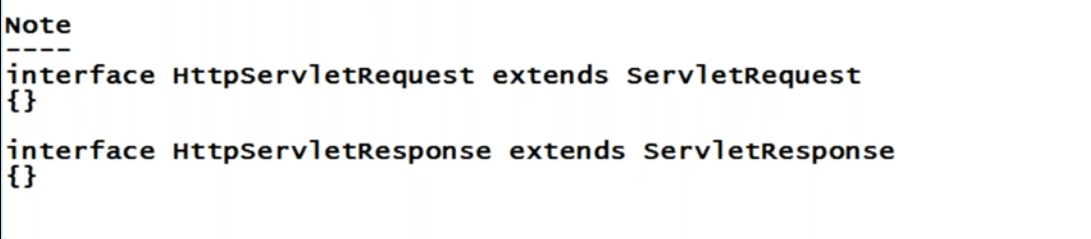 Note
----
interface HttpServletRequest extends ServletRequest
{}
interface HttpServletResponse extends ServletResponse
{}